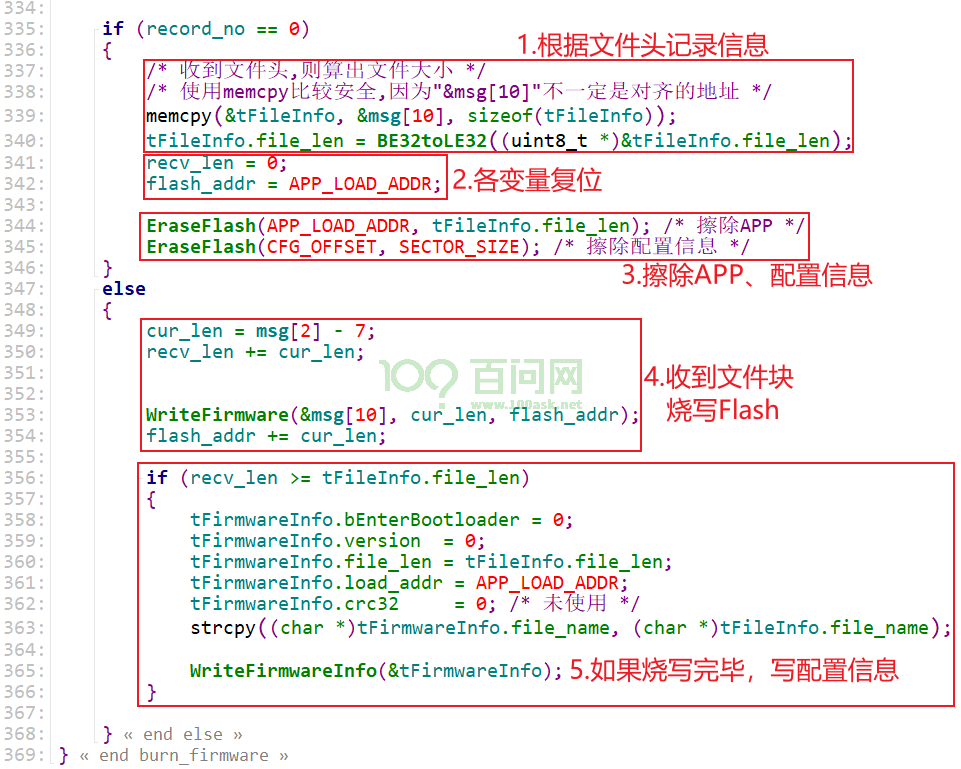 334:
335: if (record_no == 0)
1.根据文件头记录信息
336: {
337: /* 收到文件头,则算出文件大小 */
338: /* 使用memcpy比较安全,因为"&msg[10]"不一定是对齐的地址 */
339: memcpy(&tFileInfo, &msg[10], sizeof(tFileInfo));
340: tFileInfo.file_len = BE32toLE32((uint8_t *)&tFileInfo.file_len);
341: recv_len = 0;
342: flash_addr = APP_LOAD_ADDR;
2.各变量复位
343:
344: EraseFlash(APP_LOAD_ADDR, tFileInfo.file_len); /* 擦除APP */
345: EraseFlash(CFG_OFFSET, SECTOR_SIZE); /* 擦除配置信息 */
346: }
3.擦除APP、配置信息
347: else
348: {
349: cur_len = msg[2] - 7;
350: recv_len += cur_len;
351:
352:
4.收到文件块
烧写Flash
100 百问网
www.100ask.net
353: WriteFirmware(&msg[10], cur_len, flash_addr);
354: flash_addr += cur_len;
355:
356: if (recv_len >= tFileInfo.file_len)
357: {
358: tFirmwareInfo.bEnterBootloader = 0;
359: tFirmwareInfo.version = 0;
360: tFirmwareInfo.file_len = tFileInfo.file_len;
361: tFirmwareInfo.load_addr = APP_LOAD_ADDR;
362: tFirmwareInfo.crc32 = 0; /* 未使用 */
363: strcpy((char *)tFirmwareInfo.file_name, (char *)tFileInfo.file_name);
364:
365: WriteFirmwareInfo(&tFirmwareInfo);
5.如果烧写完毕，写配置信息
366: }
367:
368: } « end else »
369: } « end burn_firmware »